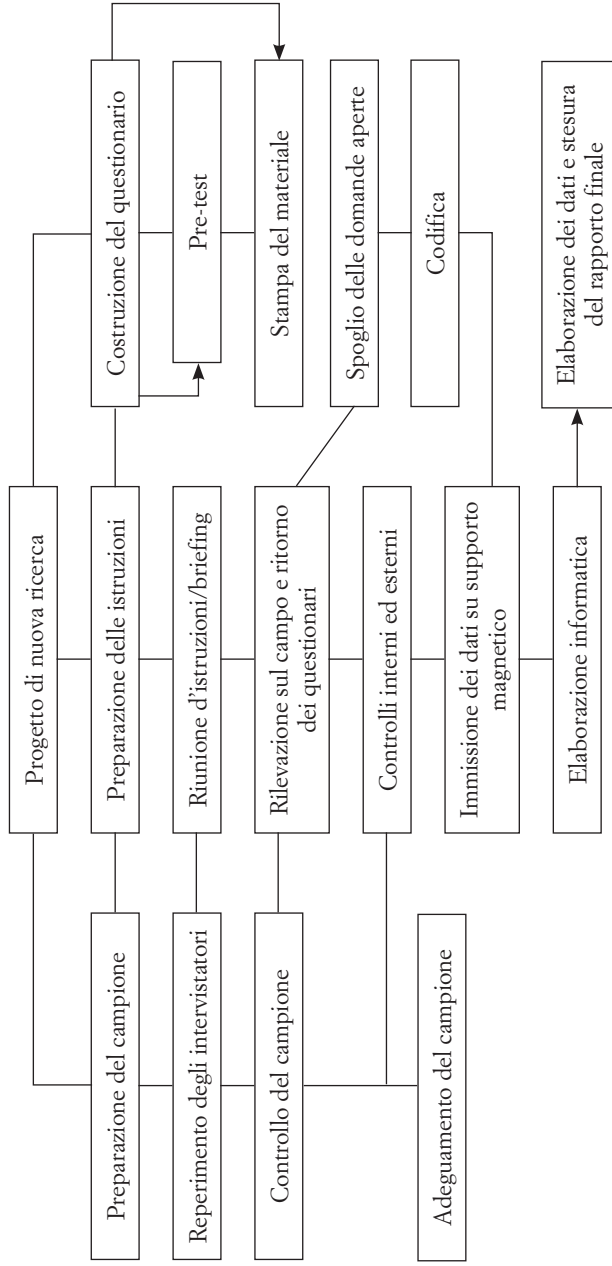 Progetto di nuova ricerca
Preparazione del campione
Preparazione delle istruzioni
Costruzione del questionario
Reperimento degli intervistatori
Riunione d'istruzioni/briefing
Pre-test
Controllo del campione
Rilevazione sul campo e ritorno
dei questionari
Stampa del materiale
Spoglio delle domande aperte
Controlli interni ed esterni
Codifica
Adeguamento del campione
Immissione dei dati su supporto
magnetico
Elaborazione informatica
Elaborazione dei dati e stesura
del rapporto finale